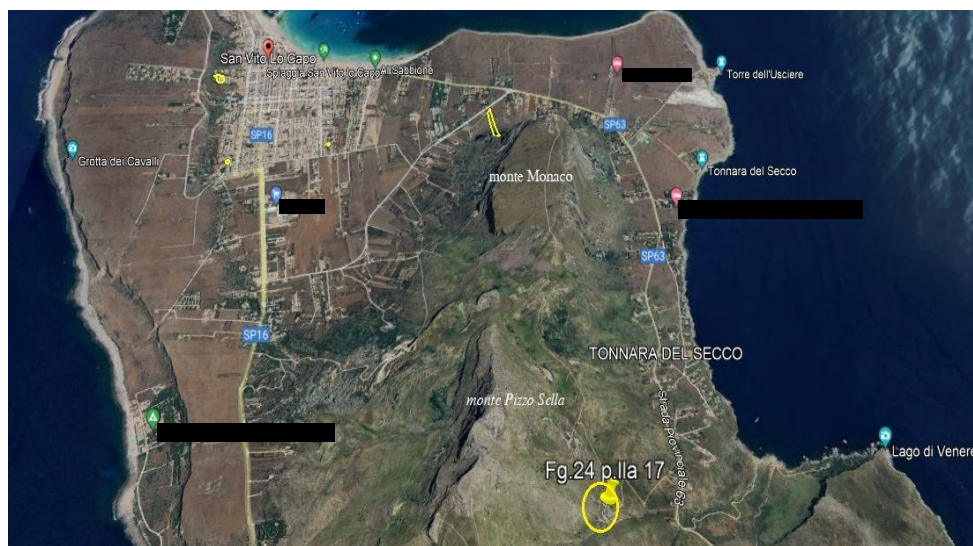 San Vito Lo Capo
Spiaggia San Vito lo Capo
Al Sabbione
Torre dell'Usciere
SP16
SP63
Grotta dei Cavalli
Tonnara del Secco
monte Monaco
SP63
SP16
TONNARA DEL SECCO
monte Pizzo Sella
Strada Provinciale 63
Lago di Venere
Fg.24 p.lla 17